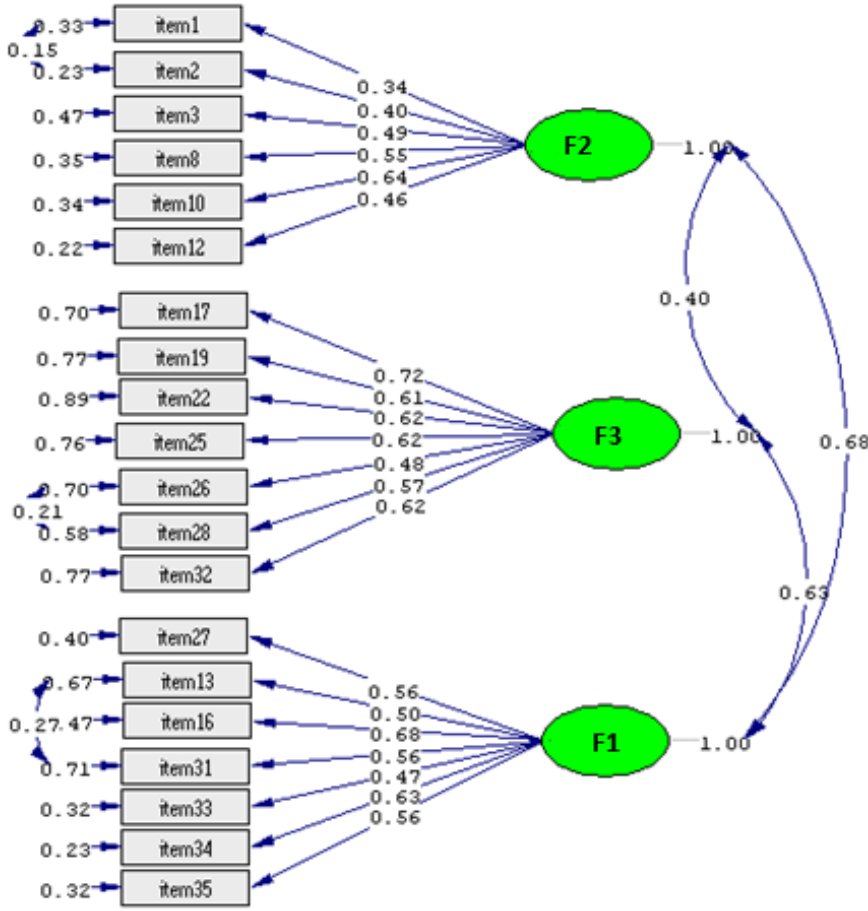 0.33 item1
0.15
0.23 item2
0.47 item3
0.35 item8
0.34 item10
0.22 item12
0.34
0.40
0.49
0.55
0.64
0.46
F2
1.00
0.40
0.70 item17
0.77 item19
0.89 item22
0.76 item25
0.70 item26
0.21
0.58 item28
0.77 item32
0.72
0.61
0.62
0.62
0.48
0.57
0.62
F3
1.00
0.68
0.63
0.40 item27
0.67 item13
0.27 .47 item16
0.71 item31
0.32 item33
0.23 item34
0.32 item35
0.56
0.50
0.68
0.56
0.47
0.63
0.56
F1
1.00